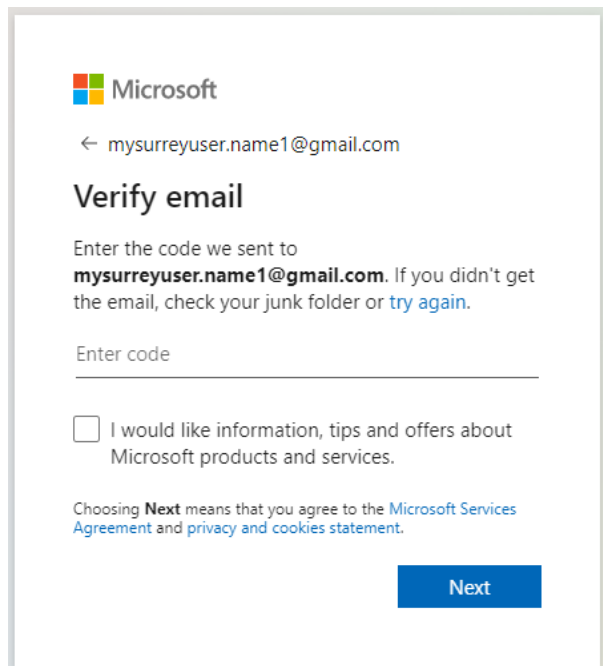 Microsoft
← mysurreyuser.name1@gmail.com
Verify email
Enter the code we sent to
mysurreyuser.name1@gmail.com. If you didn't get
the email, check your junk folder or try again.
Enter code
I would like information, tips and offers about
Microsoft products and services.
Choosing Next means that you agree to the Microsoft Services
Agreement and privacy and cookies statement.
Next